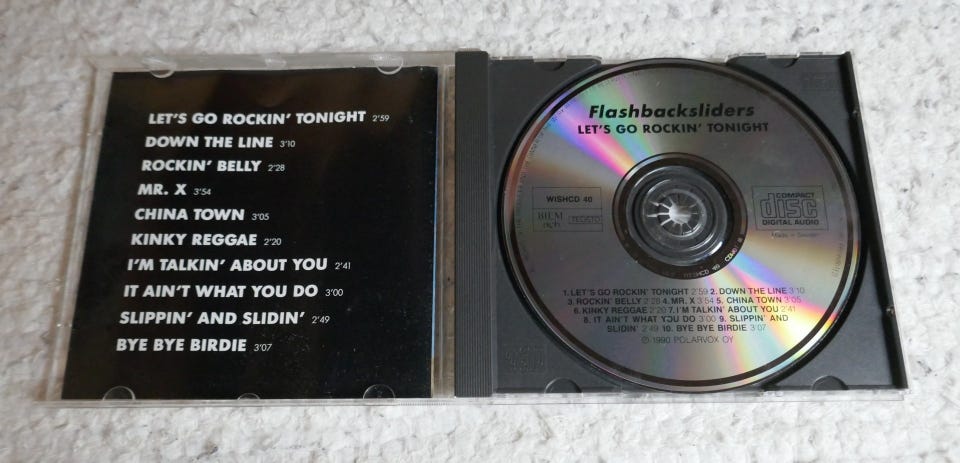 LET'S GO ROCKIN' TONIGHT 2'59
DOWN THE LINE 3'10
ROCKIN' BELLY 2'28
MR. X 3'54
CHINA TOWN 3'05
KINKY REGGAE 2'20
I'M TALKIN' ABOUT YOU 2'41
IT AIN'T WHAT YOU DO 3'00
SLIPPIN' AND SLIDIN' 2'49
BYE BYE BIRDIE 3'07
Flashbacksliders
LET'S GO ROCKIN' TONIGHT
WISHCD 40
BIEM
n©b
TEOSTO
COMPACT
disc
DIGITAL AUDIO
Made in Sweden
1. LET'S GO ROCKIN' TONIGHT 2'59 2. DOWN THE LINE 3'10
3. ROCKIN' BELLY 2'28 4. MR. X 3'54 5. CHINA TOWN 3'05
6. KINKY REGGAE 2'20 7. I'M TALKIN' ABOUT YOU 2'41
8. IT AIN'T WHAT YOU DO 3'00 9. SLIPPIN' AND
SLIDIN' 2'49 10. BYE BYE BIRDIE 3'07
℗ 1990 POLARVOX OY